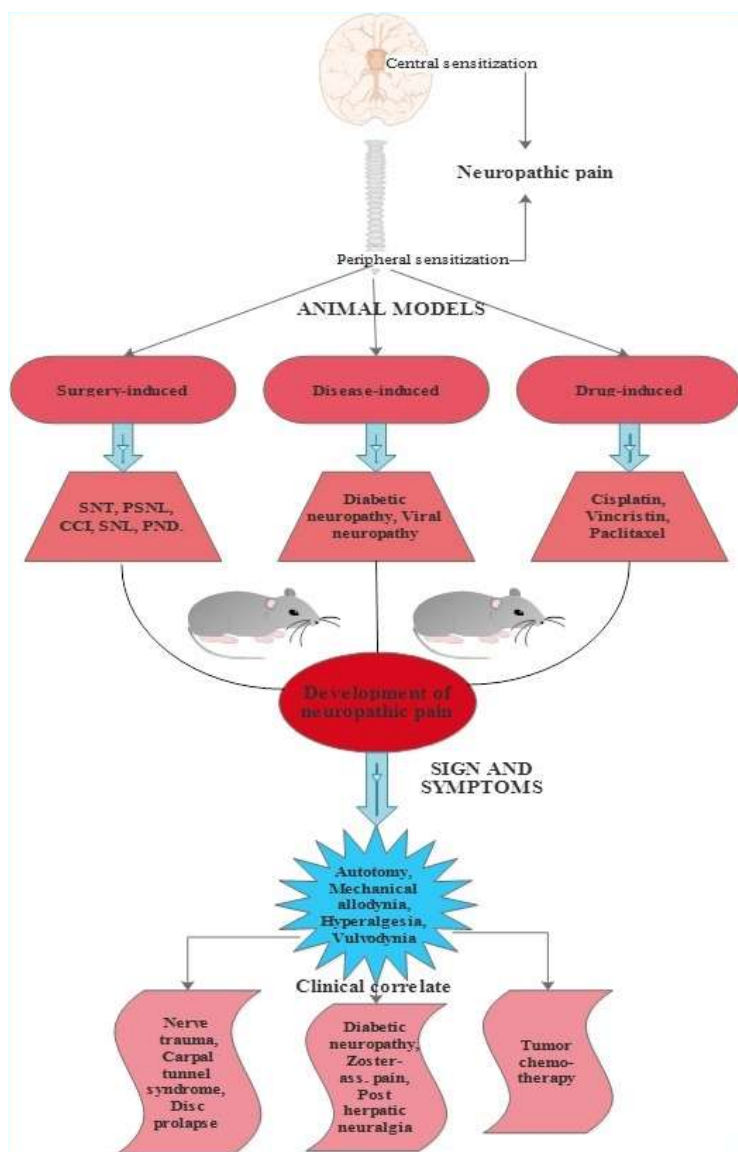 Central sensitization
Neuropathic pain
Peripheral sensitization
ANIMAL MODELS
Surgery-induced
Disease-induced
Drug-induced
SNT, PSNL,
CCI, SNL, PND.
Diabetic
neuropathy, Viral
neuropathy
Cisplatin,
Vincristin,
Paclitaxel
Development of
neuropathic pain
SIGN AND
SYMPTOMS
Autotomy,
Mechanical
allodynia,
Hyperalgesia,
Vulvodynia
Clinical correlate
Nerve
trauma,
Carpal
tunnel
syndrome,
Disc
prolapse
Diabetic
neuropathy,
Zoster-
ass. pain,
Post
herpatic
neuralgia
Tumor
chemo-
therapy